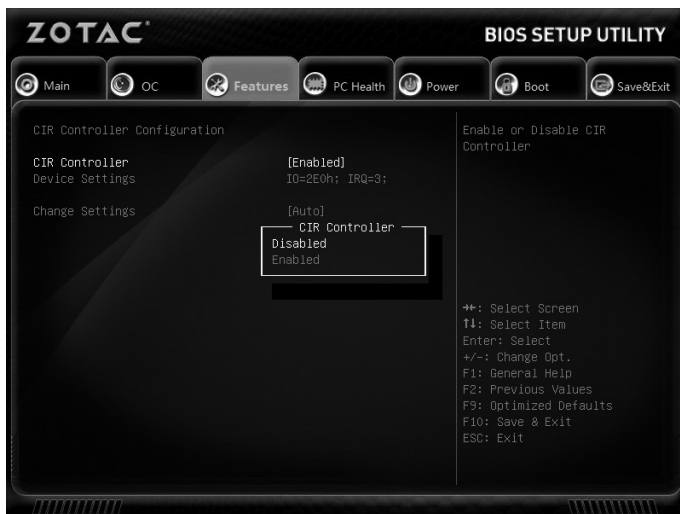 ZOTAC®
BIOS SETUP UTILITY
Main
OC
Features
PC Health
Power
Boot
Save&Exit
CIR Controller Configuration
CIR Controller [Enabled]
Device Settings IO=2E0h; IRQ=3;
Change Settings [Auto]
CIR Controller
Disabled
Enabled
Enable or Disable CIR
Controller
→←: Select Screen
↑↓: Select Item
Enter: Select
+/-: Change Opt.
F1: General Help
F2: Previous Values
F9: Optimized Defaults
F10: Save & Exit
ESC: Exit